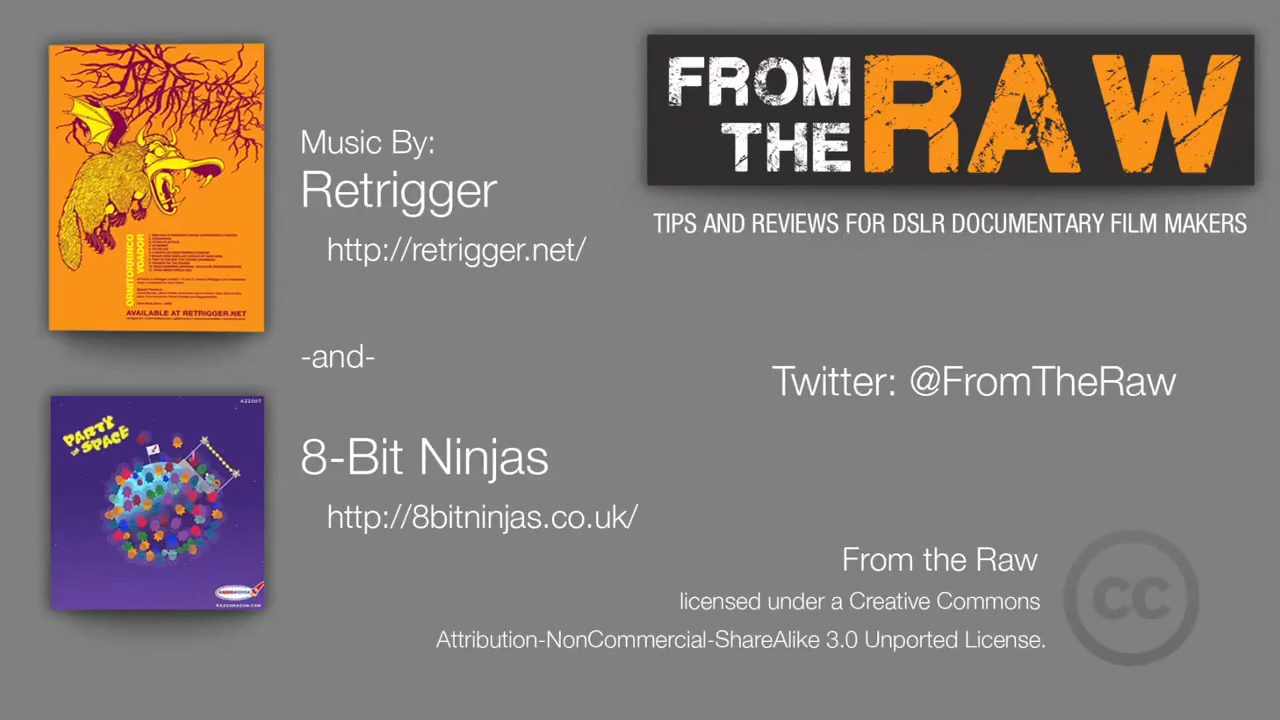 FROM
THE
RAW
TIPS AND REVIEWS FOR DSLR DOCUMENTARY FILM MAKERS
Music By:
Retrigger
http://retrigger.net/
ORNITORRINCO
VOADOR
AVAILABLE AT RETRIGGER.NET
-and-
8-Bit Ninjas
http://8bitninjas.co.uk/
PARTY
IN SPACE
Twitter: @FromTheRaw
From the Raw
licensed under a Creative Commons
Attribution-NonCommercial-ShareAlike 3.0 Unported License.
cc